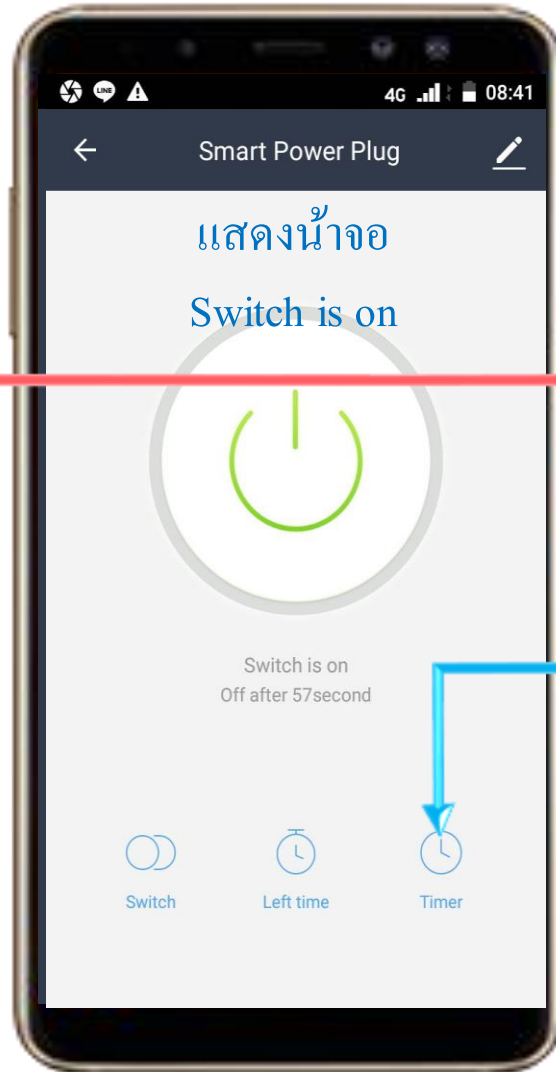 LINE
4G 08:41
Smart Power Plug
แสดงน้าจอ
Switch is on
Switch is on
Off after 57second
Switch Left time Timer